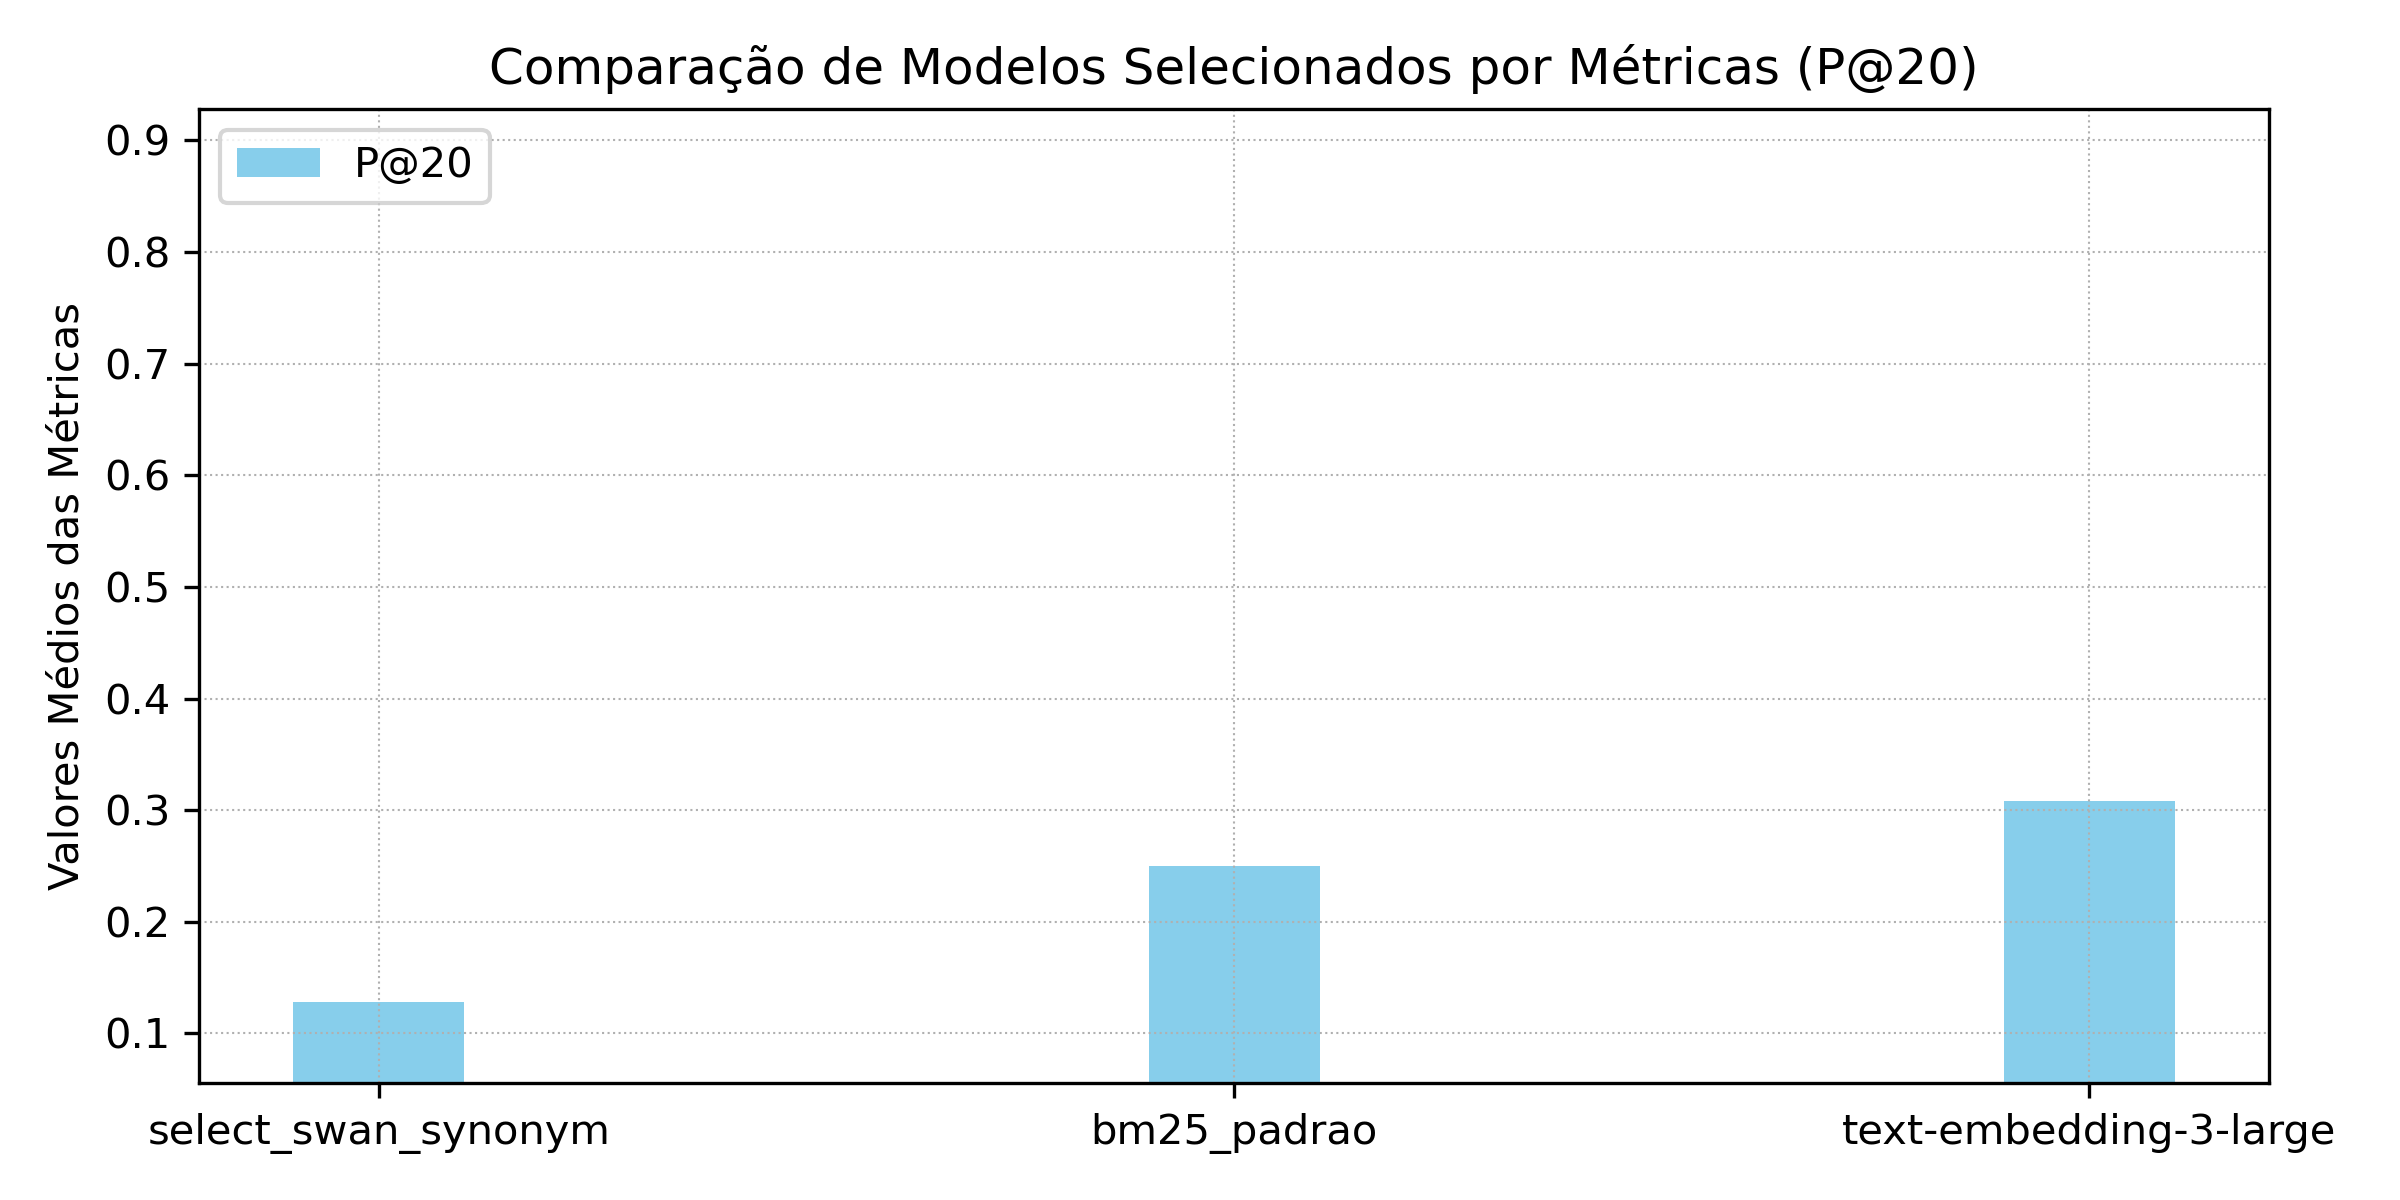 Comparação de Modelos Selecionados por Métricas (P@20)
P@20
Valores Médios das Métricas
0.9
0.8
0.7
0.6
0.5
0.4
0.3
0.2
0.1
select_swan_synonym
bm25_padrao
text-embedding-3-large